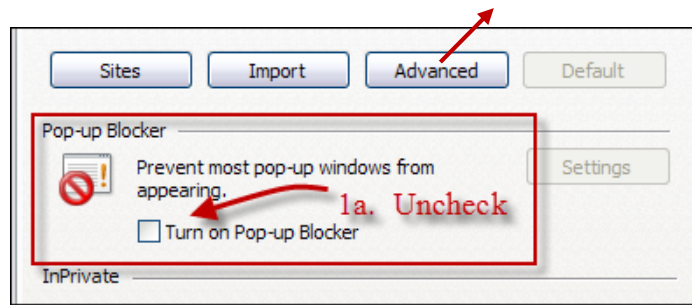 Sites Import Advanced Default
Pop-up Blocker
Prevent most pop-up windows from
appearing.
Settings
1a. Uncheck
Turn on Pop-up Blocker
InPrivate